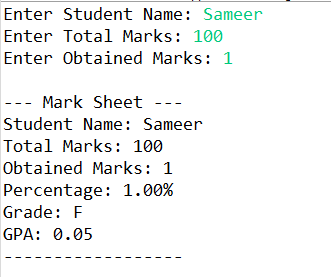 Enter Student Name: Sameer
Enter Total Marks: 100
Enter Obtained Marks: 1

--- Mark Sheet ---
Student Name: Sameer
Total Marks: 100
Obtained Marks: 1
Percentage: 1.00%
Grade: F
GPA: 0.05
------------------